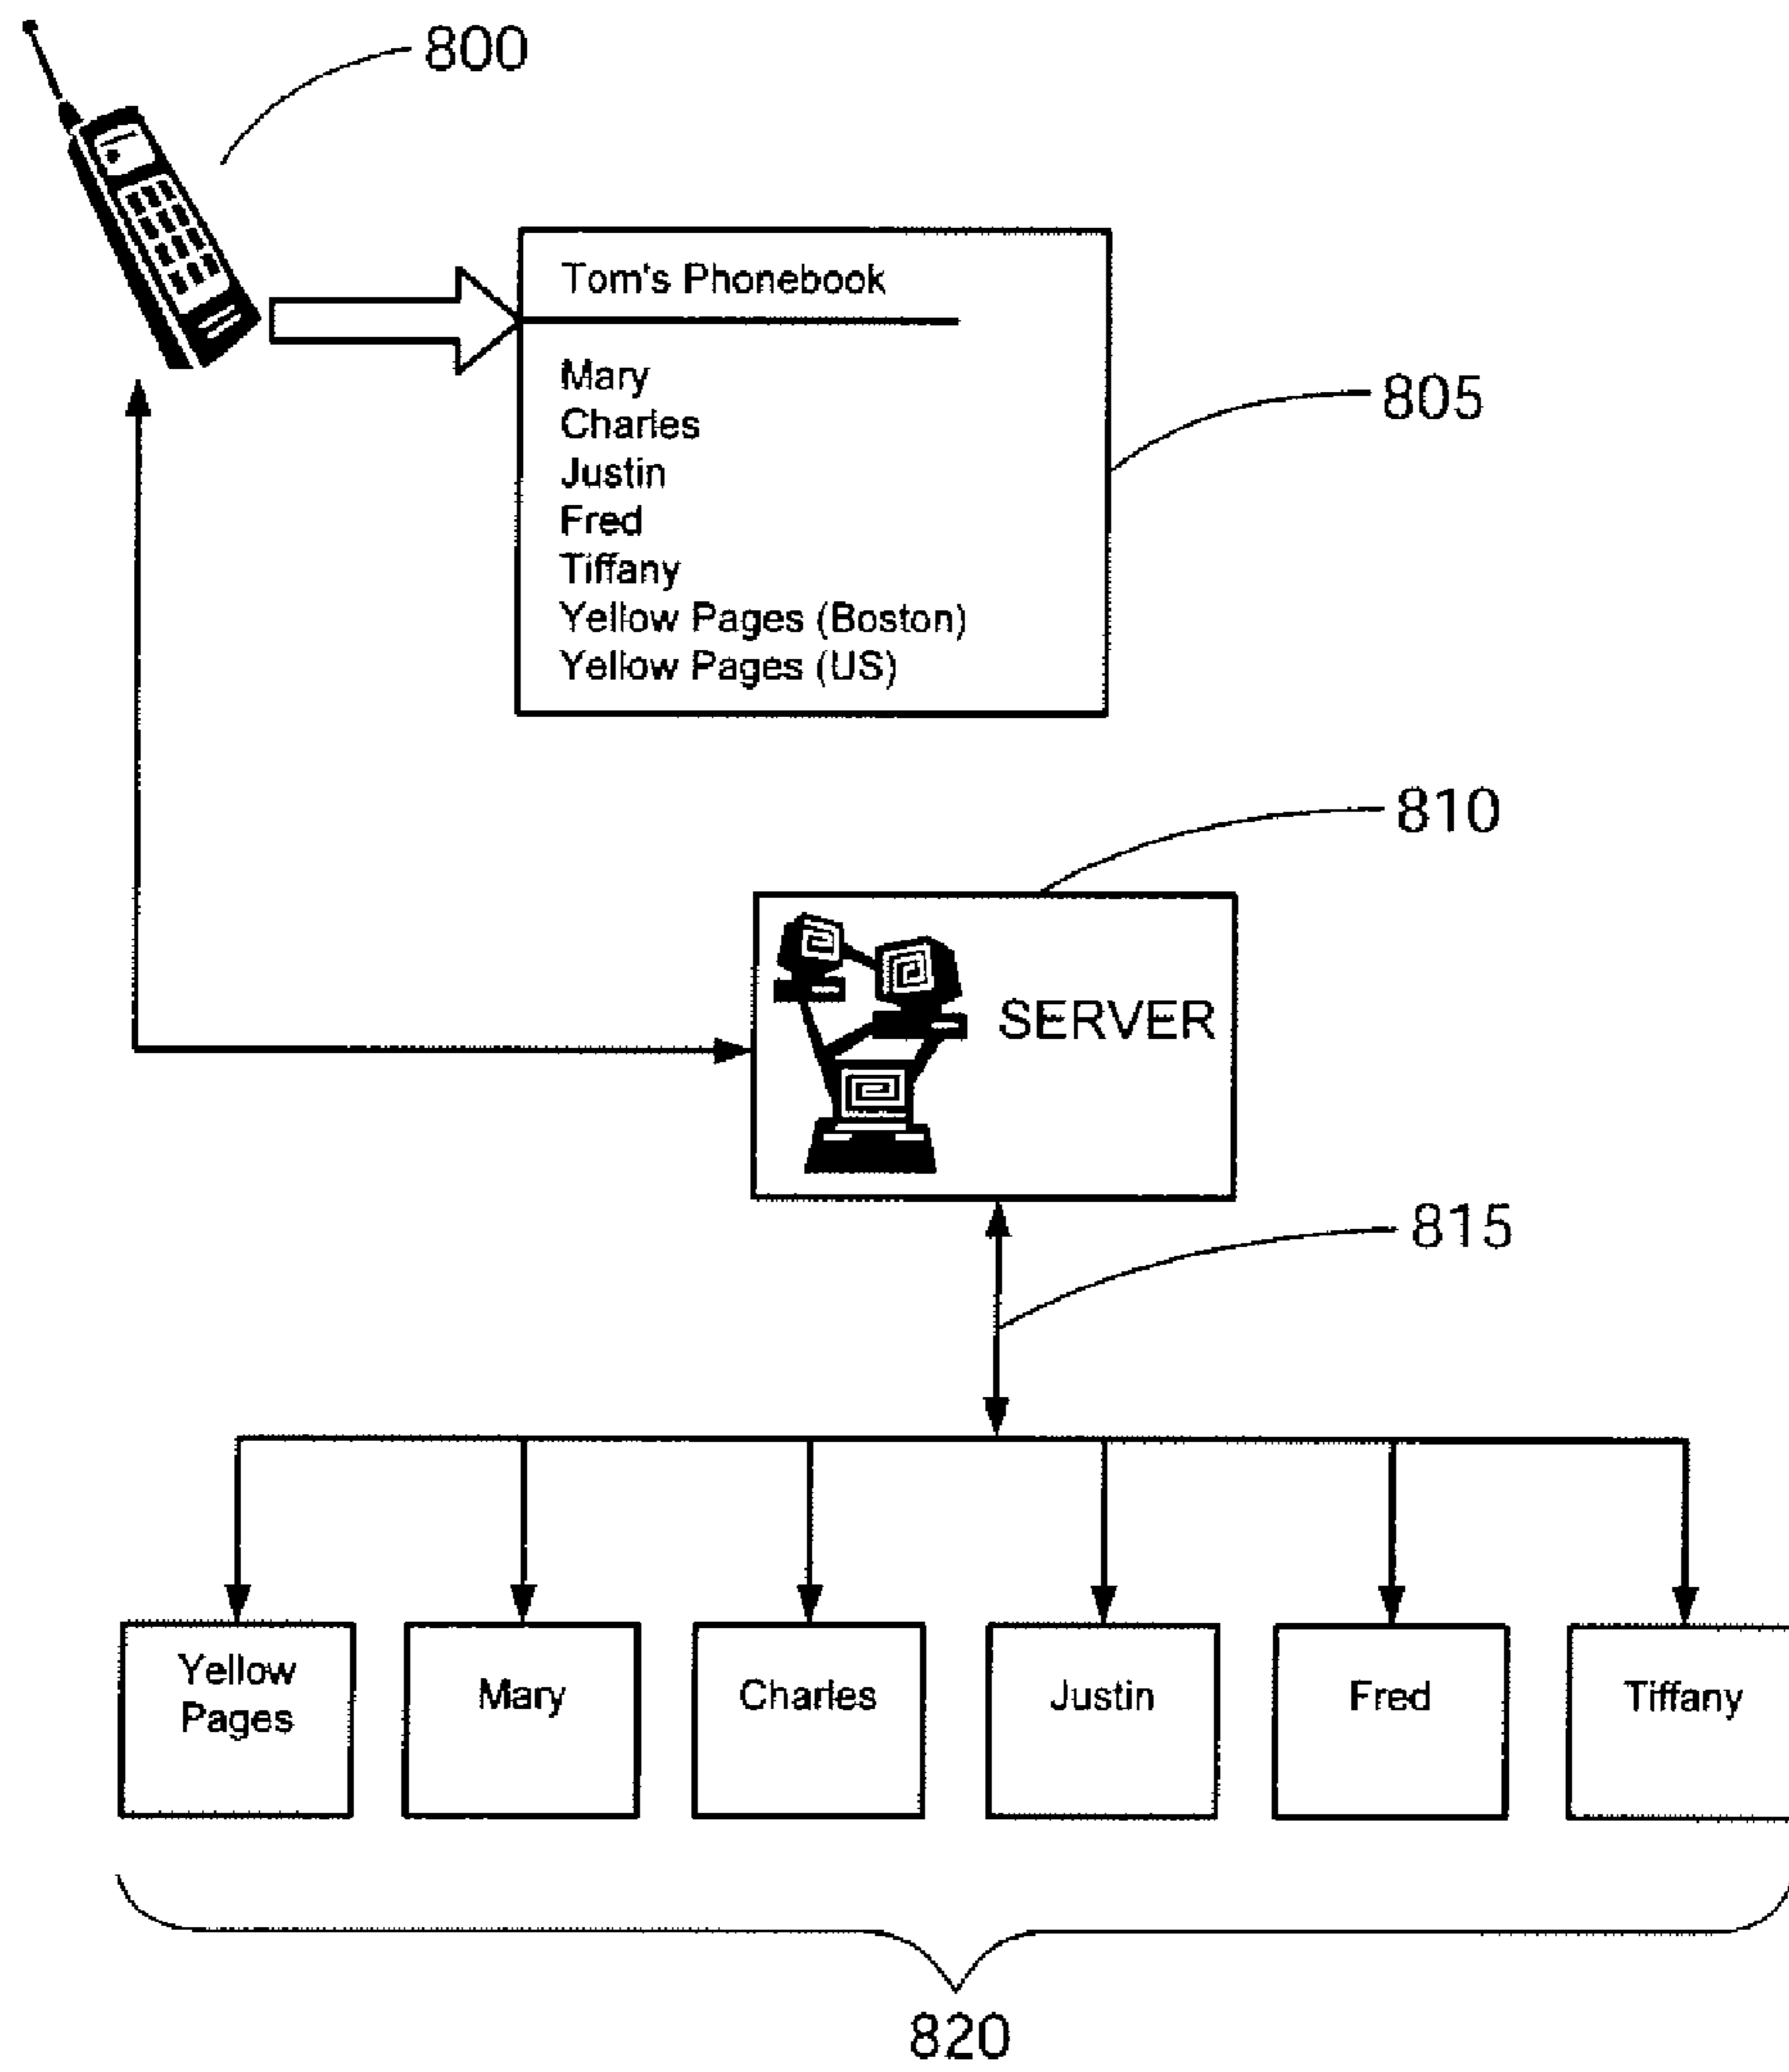 800
Tom's Phonebook
Mary
Charles
Justin
Fred
Tiffany
Yellow Pages (Boston)
Yellow Pages (US)
805
810
SERVER
815
Yellow
Pages
Mary
Charles
Justin
Fred
Tiffany
820